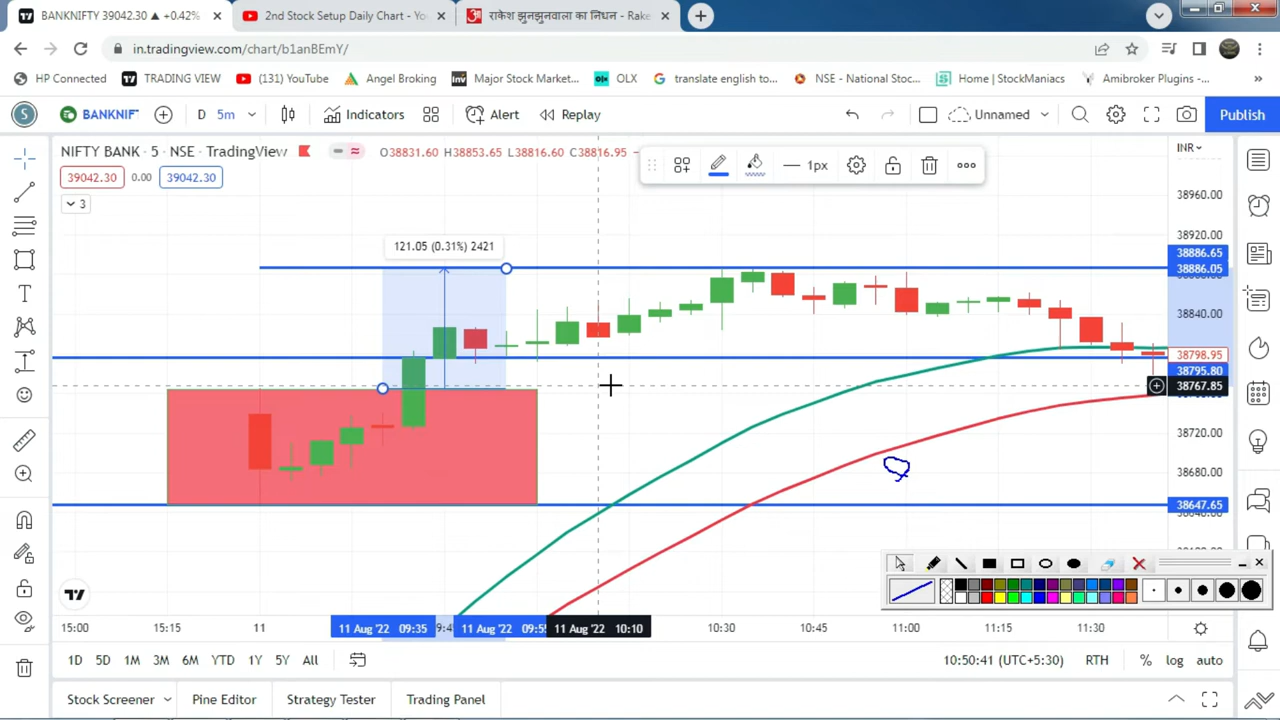 BANKNIFTY 39042.30 ▲ +0.42%
2nd Stock Setup Daily Chart - Yo
राकेश झुनझुनवाला का निधन - Rake
in.tradingview.com/chart/b1anBEmY/
HP Connected TRADING VIEW (131) YouTube Angel Broking Major Stock Market... OLX translate english to... NSE - National Stoc... Home | StockManiacs Amibroker Plugins -...
S BANKNIF D 5m Indicators Alert Replay Unnamed Publish
NIFTY BANK · 5 · NSE · TradingView O38831.60 H38853.65 L38816.60 C38816.95
INR
39042.30 0.00 39042.30
1px
3
38960.00
38920.00
121.05 (0.31%) 2421
38886.65
38886.05
38840.00
38798.95
38795.80
38767.85
38720.00
38680.00
38647.65
15:00 15:15 11 11 Aug '22 09:35 11 Aug '22 09:55 11 Aug '22 10:10 10:30 10:45 11:00 11:15 11:30
1D 5D 1M 3M 6M YTD 1Y 5Y All 10:50:41 (UTC+5:30) RTH % log auto
Stock Screener Pine Editor Strategy Tester Trading Panel